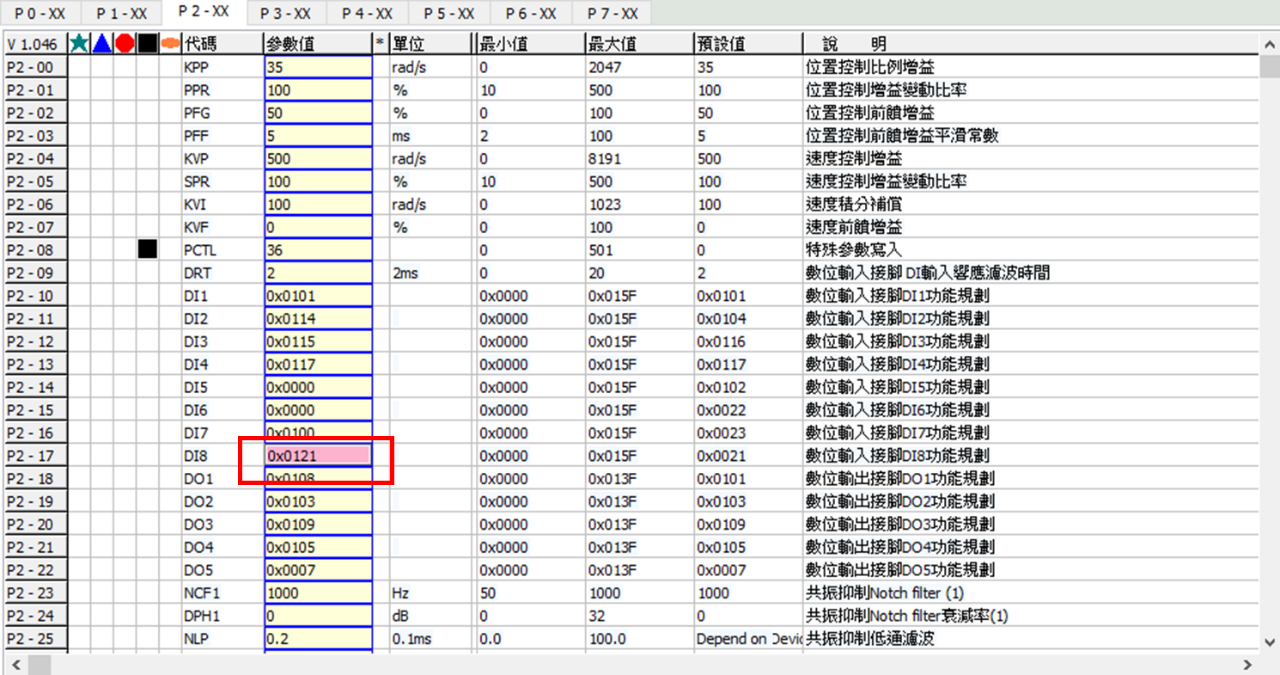 P 0 - XX P 1 - XX P 2 - XX P 3 - XX P 4 - XX P 5 - XX P 6 - XX P 7 - XX
V 1.046 代碼 參數值 * 單位 最小值 最大值 預設值 說 明
P2 - 00 KPP 35 rad/s 0 2047 35 位置控制比例增益
P2 - 01 PPR 100 % 10 500 100 位置控制增益變動比率
P2 - 02 PFG 50 % 0 100 50 位置控制前饋增益
P2 - 03 PFF 5 ms 2 100 5 位置控制前饋增益平滑常數
P2 - 04 KVP 500 rad/s 0 8191 500 速度控制增益
P2 - 05 SPR 100 % 10 500 100 速度控制增益變動比率
P2 - 06 KVI 100 rad/s 0 1023 100 速度積分補償
P2 - 07 KVF 0 % 0 100 0 速度前饋增益
P2 - 08 PCTL 36 0 501 0 特殊參數寫入
P2 - 09 DRT 2 2ms 0 20 2 數位輸入接腳 DI輸入響應濾波時間
P2 - 10 DI1 0x0101 0x0000 0x015F 0x0101 數位輸入接腳DI1功能規劃
P2 - 11 DI2 0x0114 0x0000 0x015F 0x0104 數位輸入接腳DI2功能規劃
P2 - 12 DI3 0x0115 0x0000 0x015F 0x0116 數位輸入接腳DI3功能規劃
P2 - 13 DI4 0x0117 0x0000 0x015F 0x0117 數位輸入接腳DI4功能規劃
P2 - 14 DI5 0x0000 0x0000 0x015F 0x0102 數位輸入接腳DI5功能規劃
P2 - 15 DI6 0x0000 0x0000 0x015F 0x0022 數位輸入接腳DI6功能規劃
P2 - 16 DI7 0x0100 0x0000 0x015F 0x0023 數位輸入接腳DI7功能規劃
P2 - 17 DI8 0x0121 0x0000 0x015F 0x0021 數位輸入接腳DI8功能規劃
P2 - 18 DO1 0x0108 0x0000 0x013F 0x0101 數位輸出接腳DO1功能規劃
P2 - 19 DO2 0x0103 0x0000 0x013F 0x0103 數位輸出接腳DO2功能規劃
P2 - 20 DO3 0x0109 0x0000 0x013F 0x0109 數位輸出接腳DO3功能規劃
P2 - 21 DO4 0x0105 0x0000 0x013F 0x0105 數位輸出接腳DO4功能規劃
P2 - 22 DO5 0x0007 0x0000 0x013F 0x0007 數位輸出接腳DO5功能規劃
P2 - 23 NCF1 1000 Hz 50 1000 1000 共振抑制Notch filter (1)
P2 - 24 DPH1 0 dB 0 32 0 共振抑制Notch filter衰減率(1)
P2 - 25 NLP 0.2 0.1ms 0.0 100.0 Depend on Devic 共振抑制低通濾波